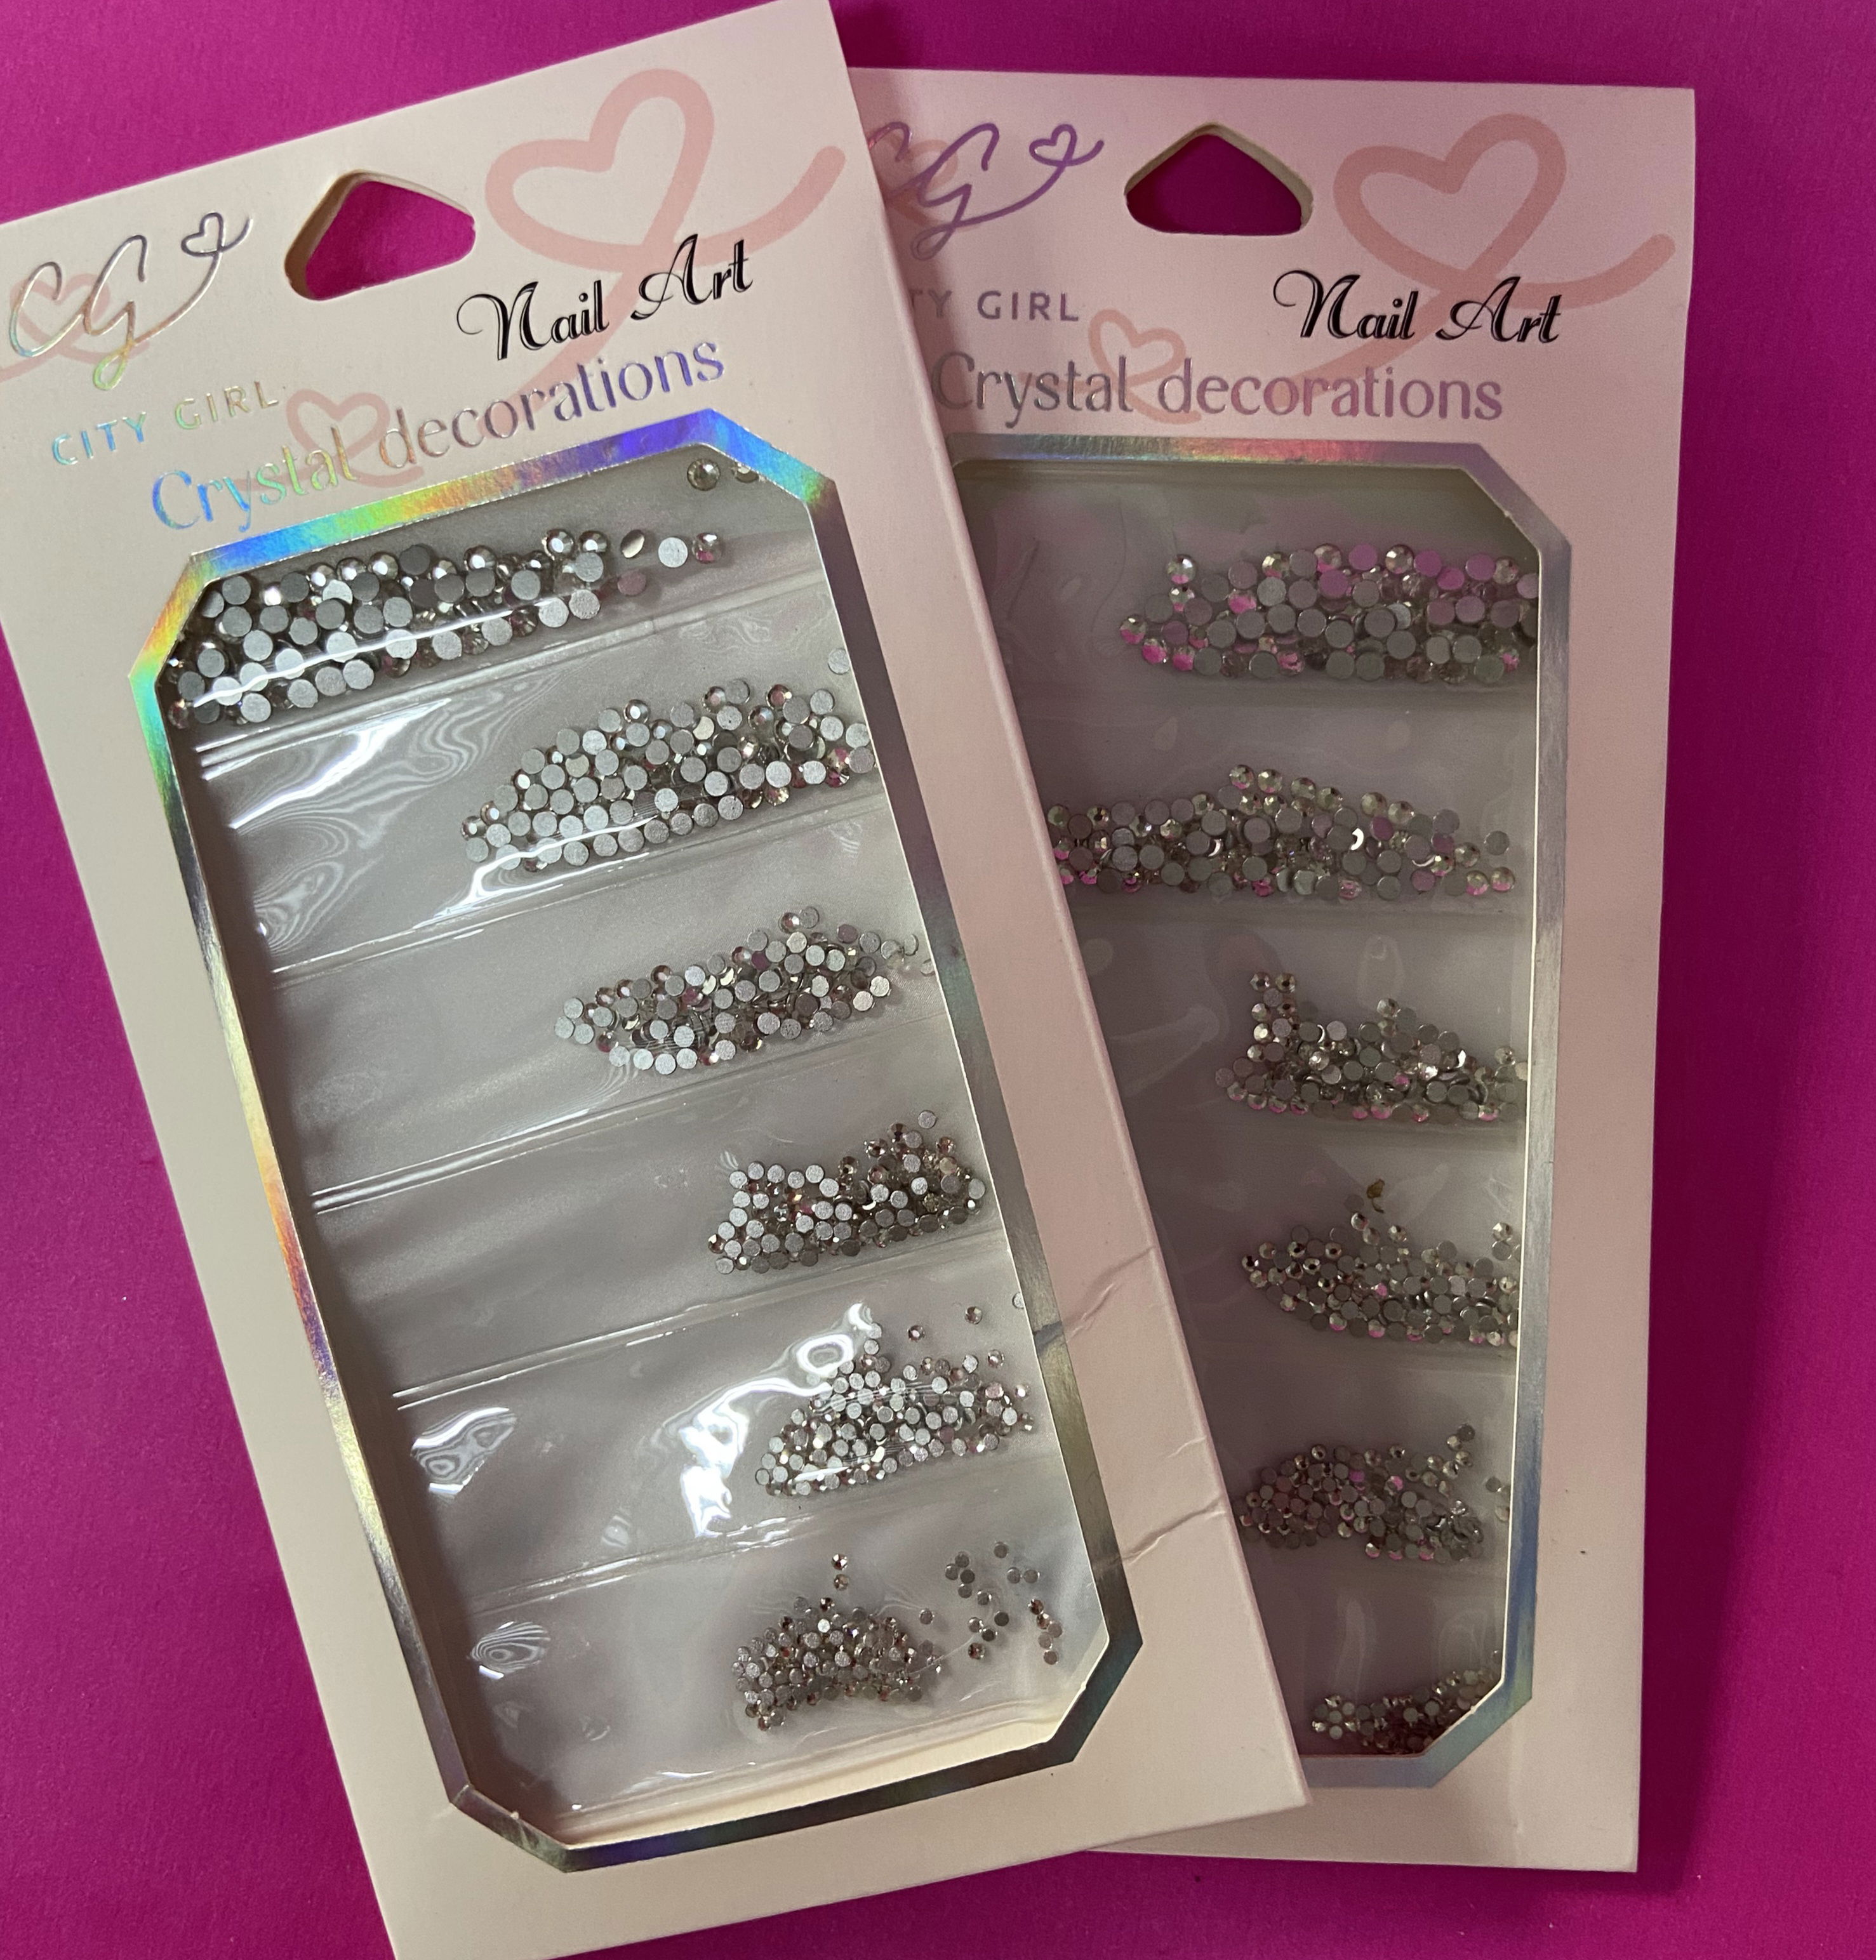 CG
CITY GIRL
Nail Art
Crystal decorations
CG
TY GIRL
Nail Art
Crystal decorations